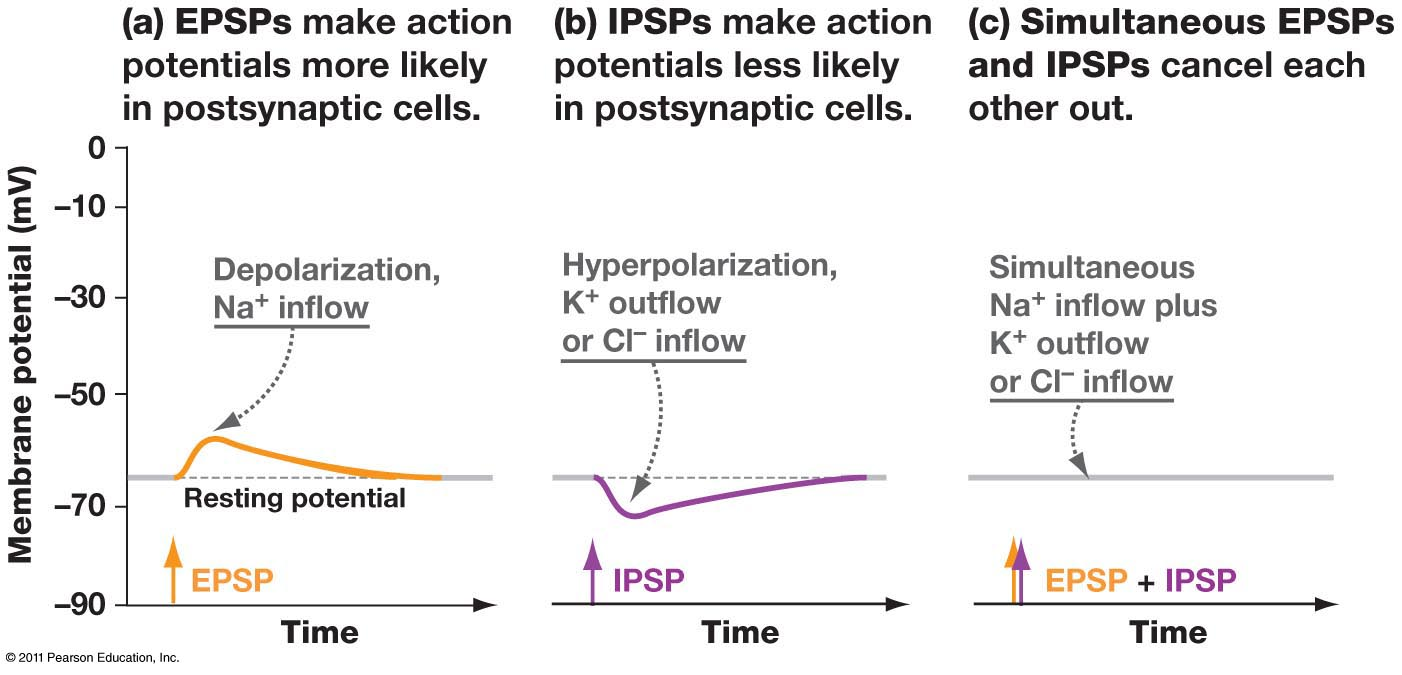 (a) EPSPs make action
potentials more likely
in postsynaptic cells.
(b) IPSPs make action
potentials less likely
in postsynaptic cells.
(c) Simultaneous EPSPs
and IPSPs cancel each
other out.
Membrane potential (mV)
0
–10
–30
–50
–70
–90
Depolarization,
Na⁺ inflow
Resting potential
EPSP
Time
Hyperpolarization,
K⁺ outflow
or Cl⁻ inflow
IPSP
Time
Simultaneous
Na⁺ inflow plus
K⁺ outflow
or Cl⁻ inflow
EPSP + IPSP
Time
© 2011 Pearson Education, Inc.